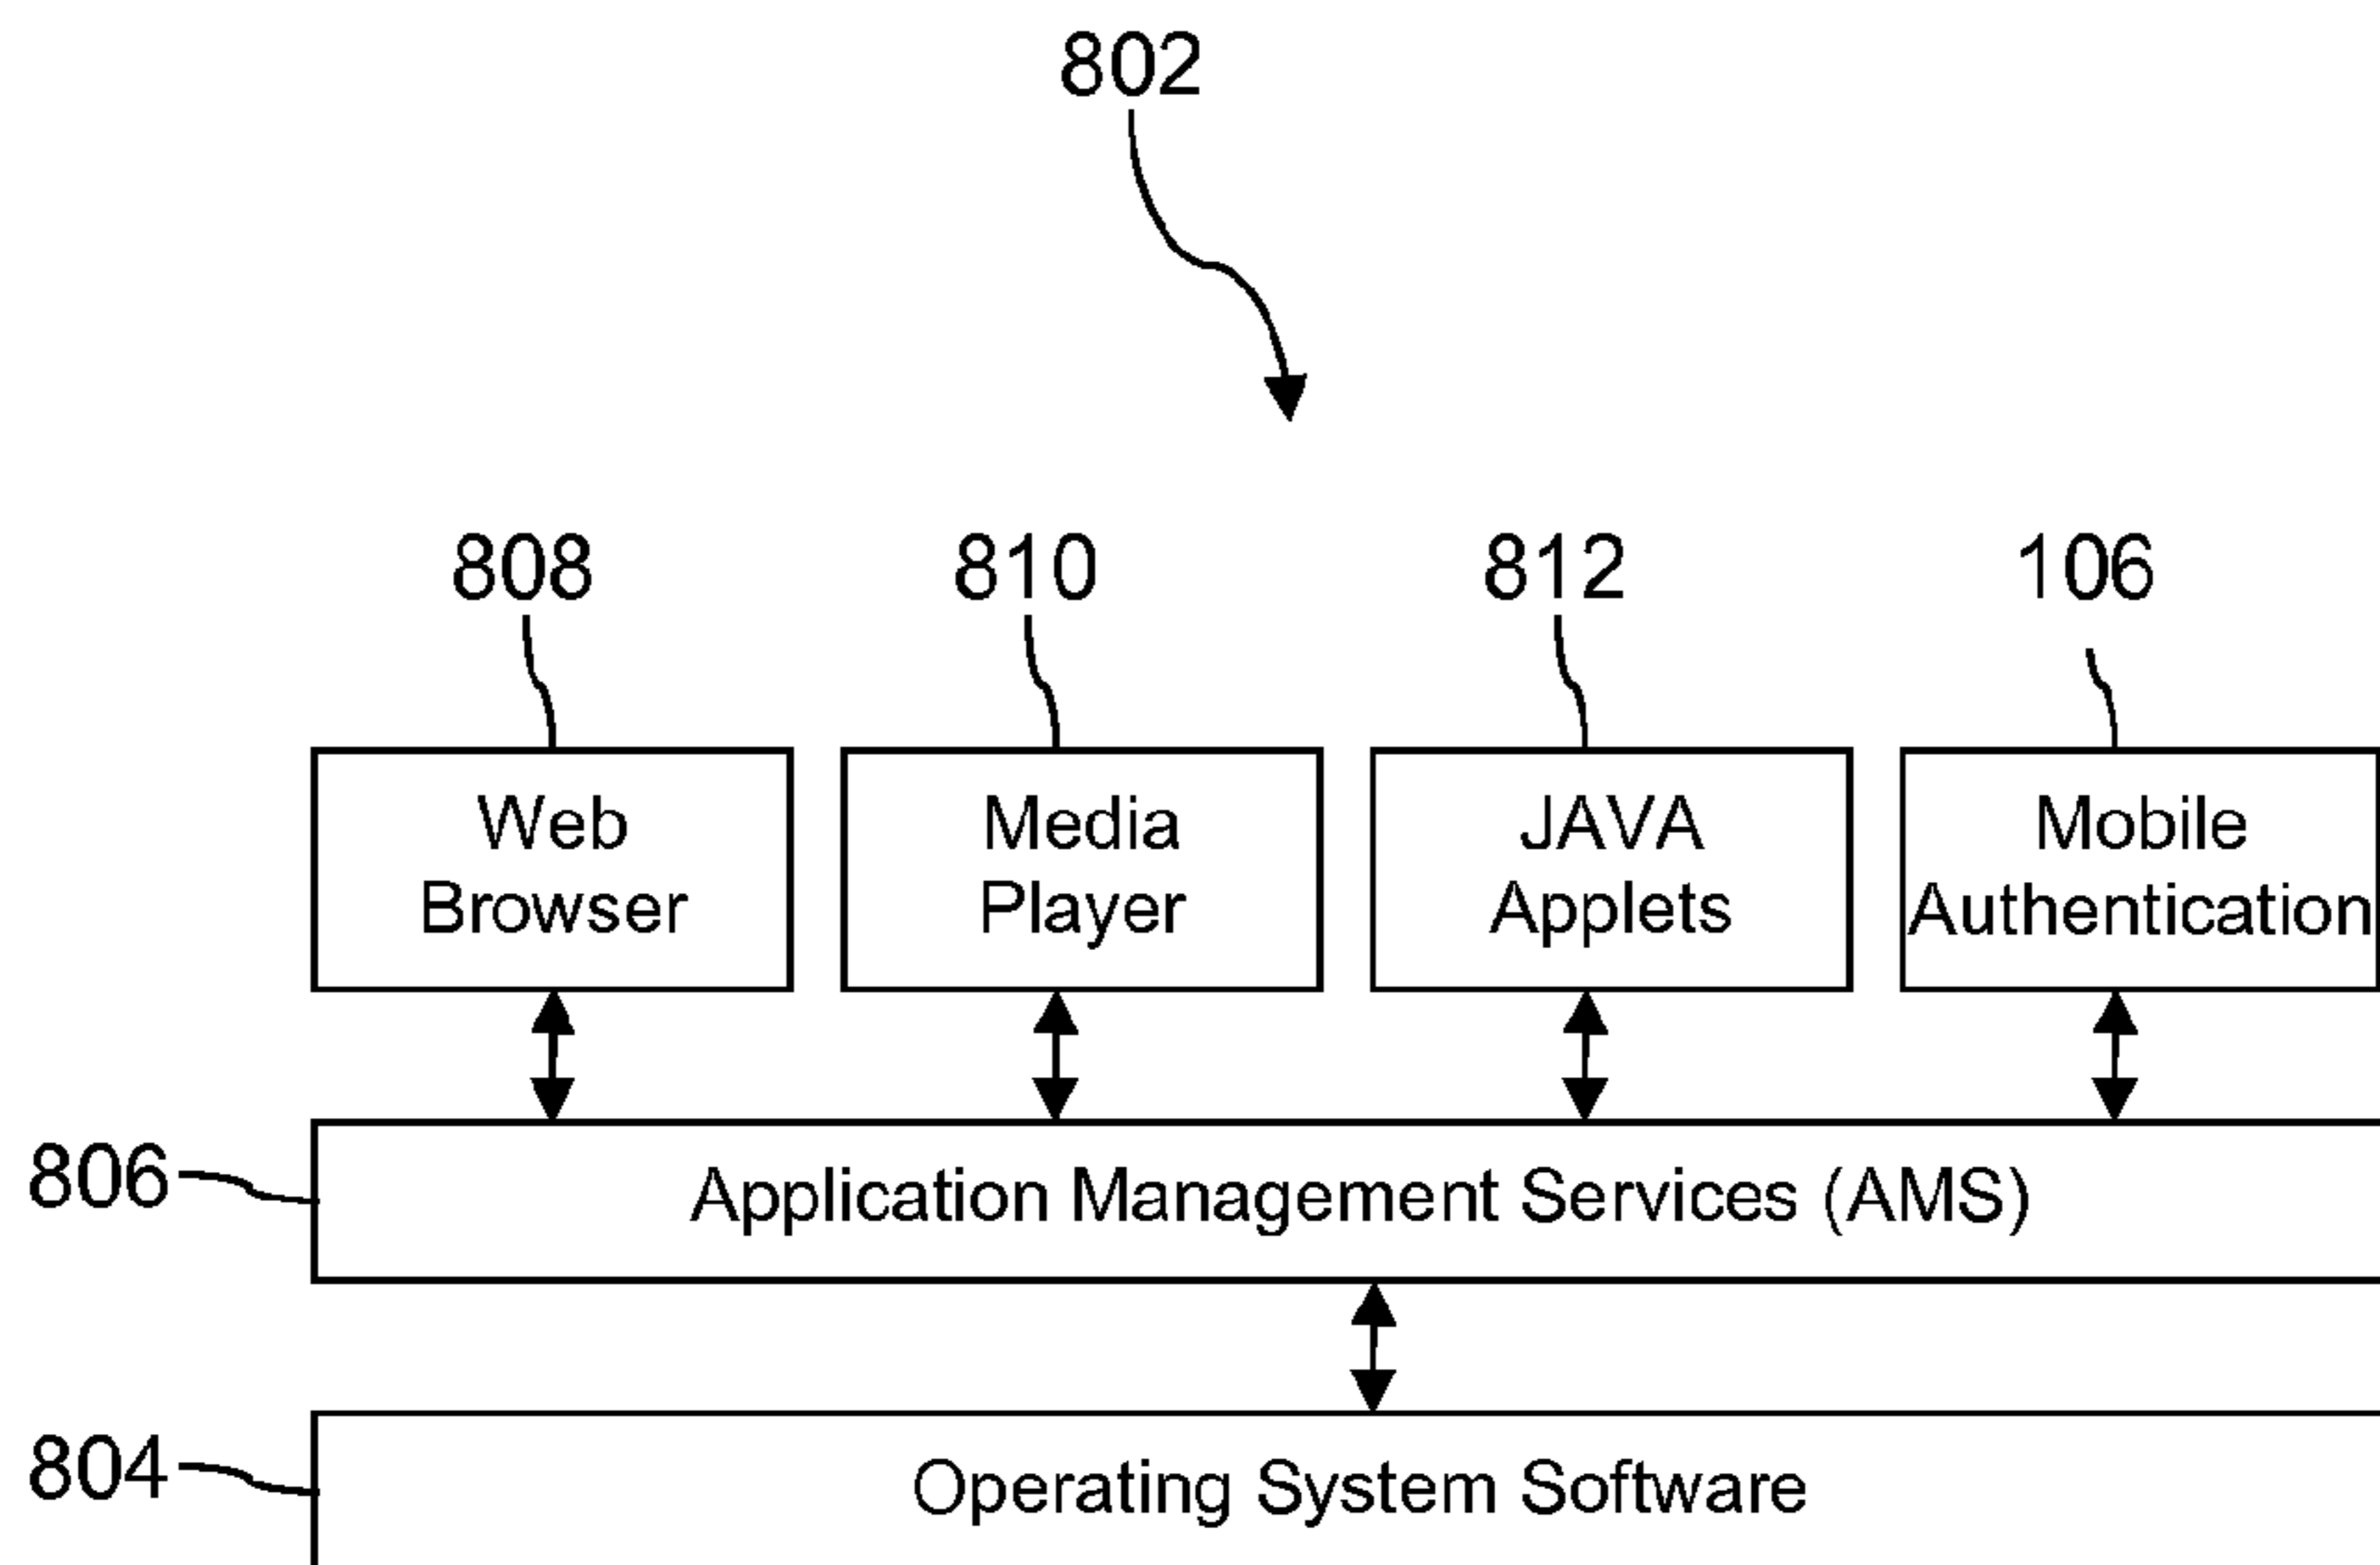 802
808 810 812 106
Web Browser
Media Player
JAVA Applets
Mobile Authentication
806
Application Management Services (AMS)
804
Operating System Software